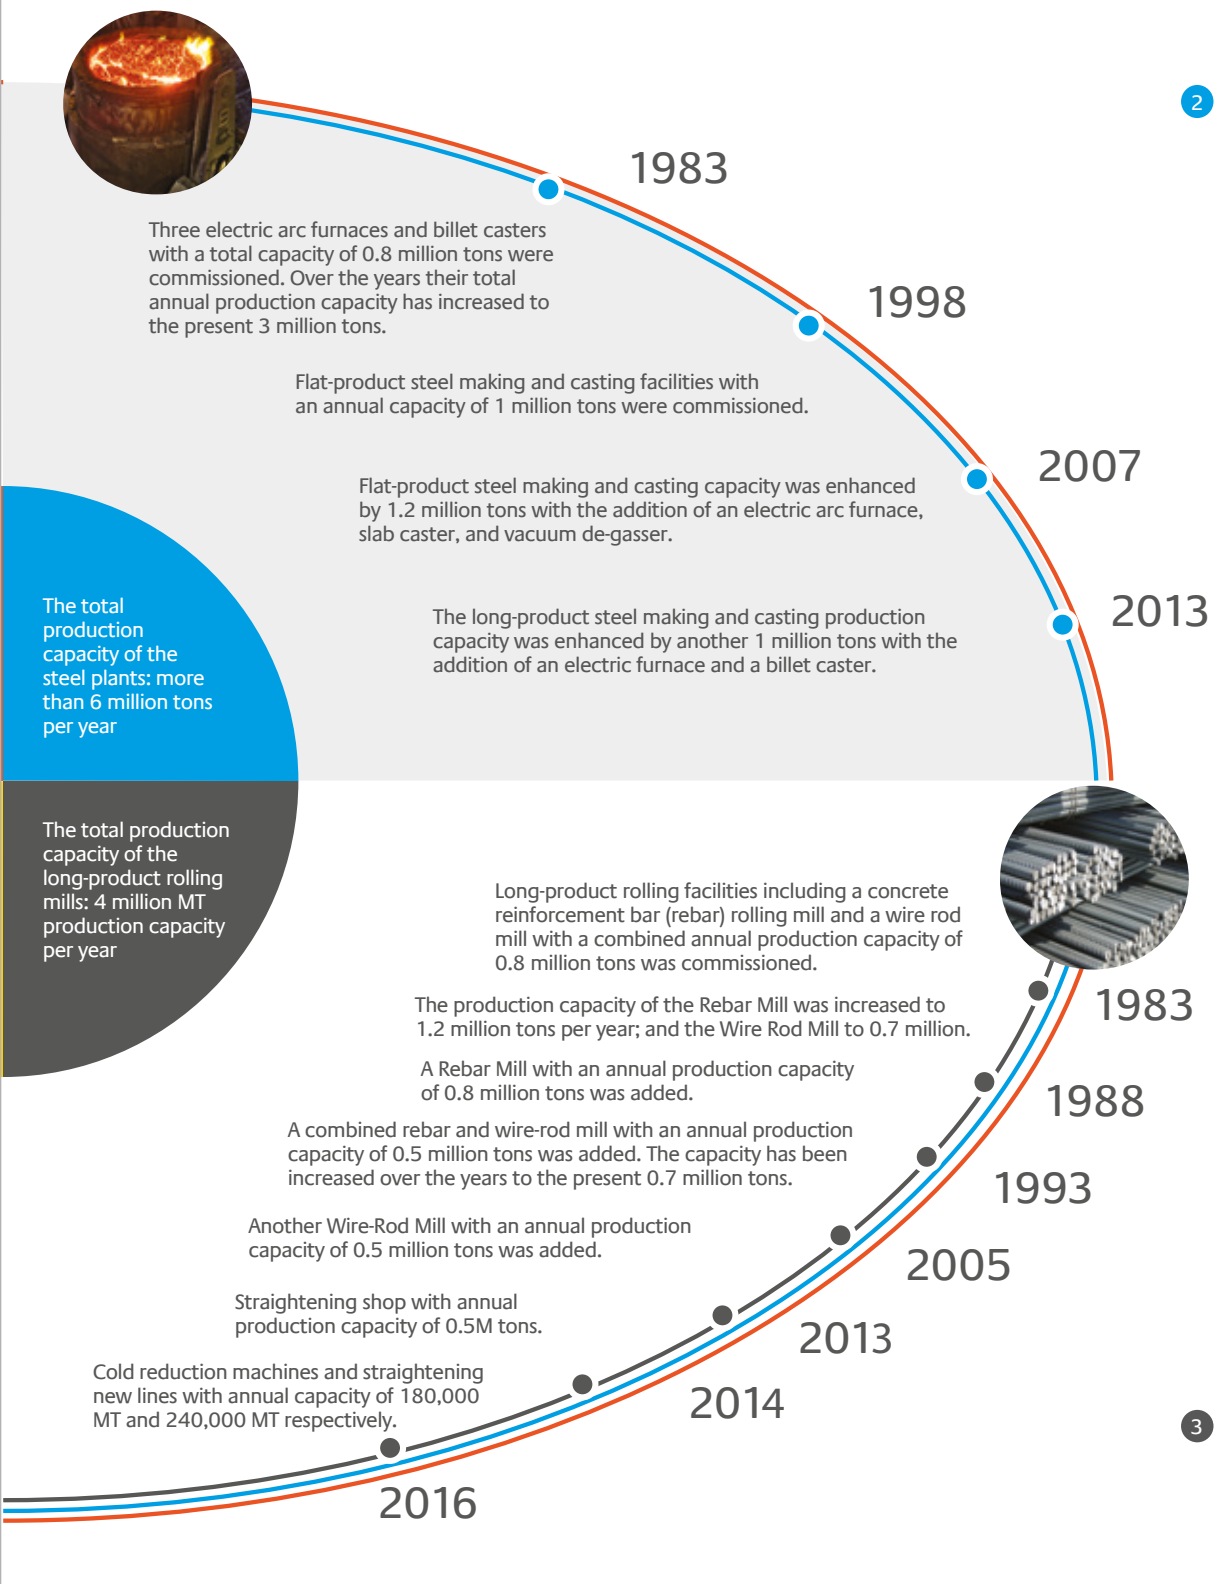 2
1983
Three electric arc furnaces and billet casters
with a total capacity of 0.8 million tons were
commissioned. Over the years their total
annual production capacity has increased to
the present 3 million tons.
1998
Flat-product steel making and casting facilities with
an annual capacity of 1 million tons were commissioned.
2007
Flat-product steel making and casting capacity was enhanced
by 1.2 million tons with the addition of an electric arc furnace,
slab caster, and vacuum de-gasser.
2013
The long-product steel making and casting production
capacity was enhanced by another 1 million tons with the
addition of an electric furnace and a billet caster.
The total
production
capacity of the
steel plants: more
than 6 million tons
per year
The total production
capacity of the
long-product rolling
mills: 4 million MT
production capacity
per year
Long-product rolling facilities including a concrete
reinforcement bar (rebar) rolling mill and a wire rod
mill with a combined annual production capacity of
0.8 million tons was commissioned.
1983
The production capacity of the Rebar Mill was increased to
1.2 million tons per year; and the Wire Rod Mill to 0.7 million.
1988
A Rebar Mill with an annual production capacity
of 0.8 million tons was added.
1993
A combined rebar and wire-rod mill with an annual production
capacity of 0.5 million tons was added. The capacity has been
increased over the years to the present 0.7 million tons.
2005
Another Wire-Rod Mill with an annual production
capacity of 0.5 million tons was added.
2013
Straightening shop with annual
production capacity of 0.5M tons.
2014
Cold reduction machines and straightening
new lines with annual capacity of 180,000
MT and 240,000 MT respectively.
2016
3